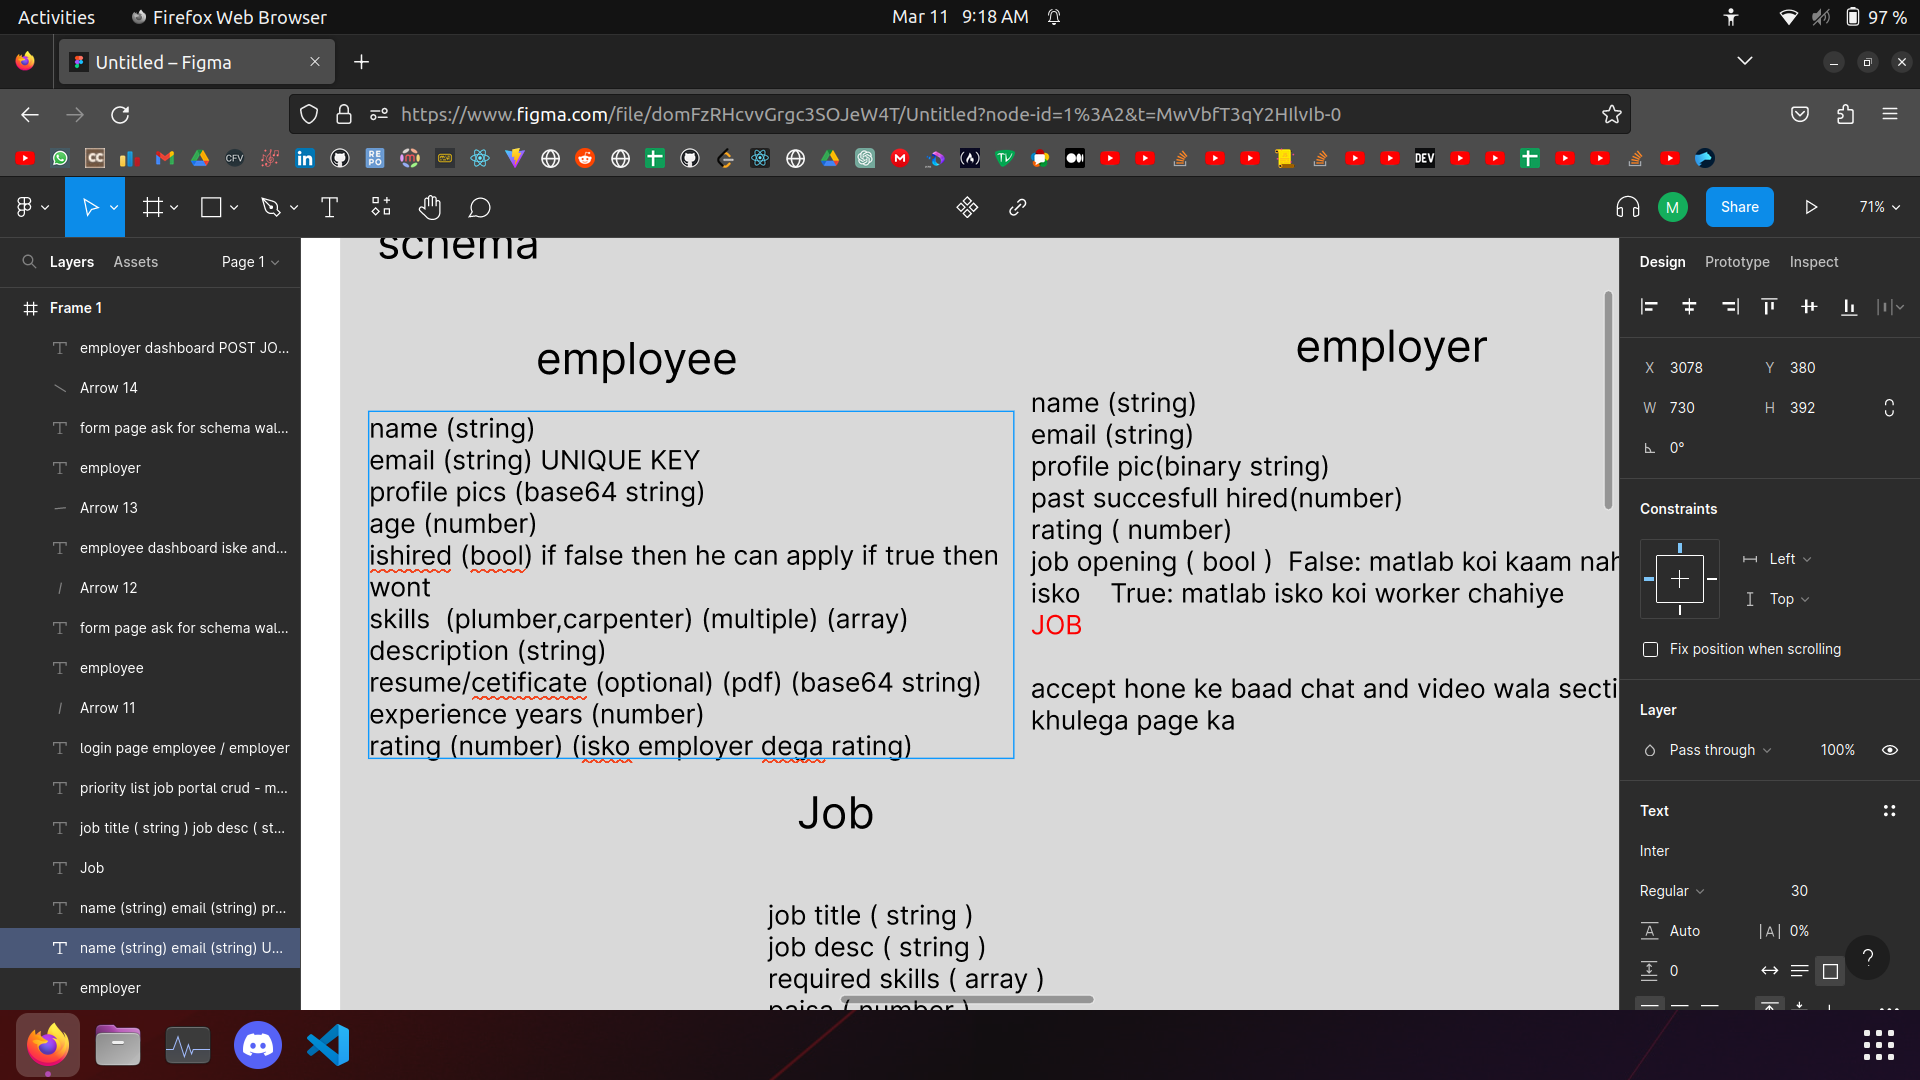 Activities
Firefox Web Browser
Mar 11 9:18 AM
97 %
Untitled – Figma
https://www.figma.com/file/domFzRHcvvGrgc3SOJeW4T/Untitled?node-id=1%3A2&t=MwVbfT3qY2HIlvIb-0
CC
CFV
in
RE
PO
DEV
M
Share
71%
Layers
Assets
Page 1
Frame 1
employer dashboard POST JO...
Arrow 14
form page ask for schema wal...
employer
Arrow 13
employee dashboard iske and...
Arrow 12
form page ask for schema wal...
employee
Arrow 11
login page employee / employer
priority list job portal crud - m...
job title ( string ) job desc ( st...
Job
name (string) email (string) pr...
name (string) email (string) U...
employer
schema
employee
name (string)
email (string) UNIQUE KEY
profile pics (base64 string)
age (number)
ishired (bool) if false then he can apply if true then
wont
skills (plumber,carpenter) (multiple) (array)
description (string)
resume/cetificate (optional) (pdf) (base64 string)
experience years (number)
rating (number) (isko employer dega rating)
employer
name (string)
email (string)
profile pic(binary string)
past succesfull hired(number)
rating ( number)
job opening ( bool ) False: matlab koi kaam nah
isko True: matlab isko koi worker chahiye
JOB
accept hone ke baad chat and video wala secti
khulega page ka
Job
job title ( string )
job desc ( string )
required skills ( array )
paisa ( number )
Design
Prototype
Inspect
X 3078
Y 380
W 730
H 392
0°
Constraints
Left
Top
Fix position when scrolling
Layer
Pass through
100%
Text
Inter
Regular
30
A Auto
|A| 0%
0
?